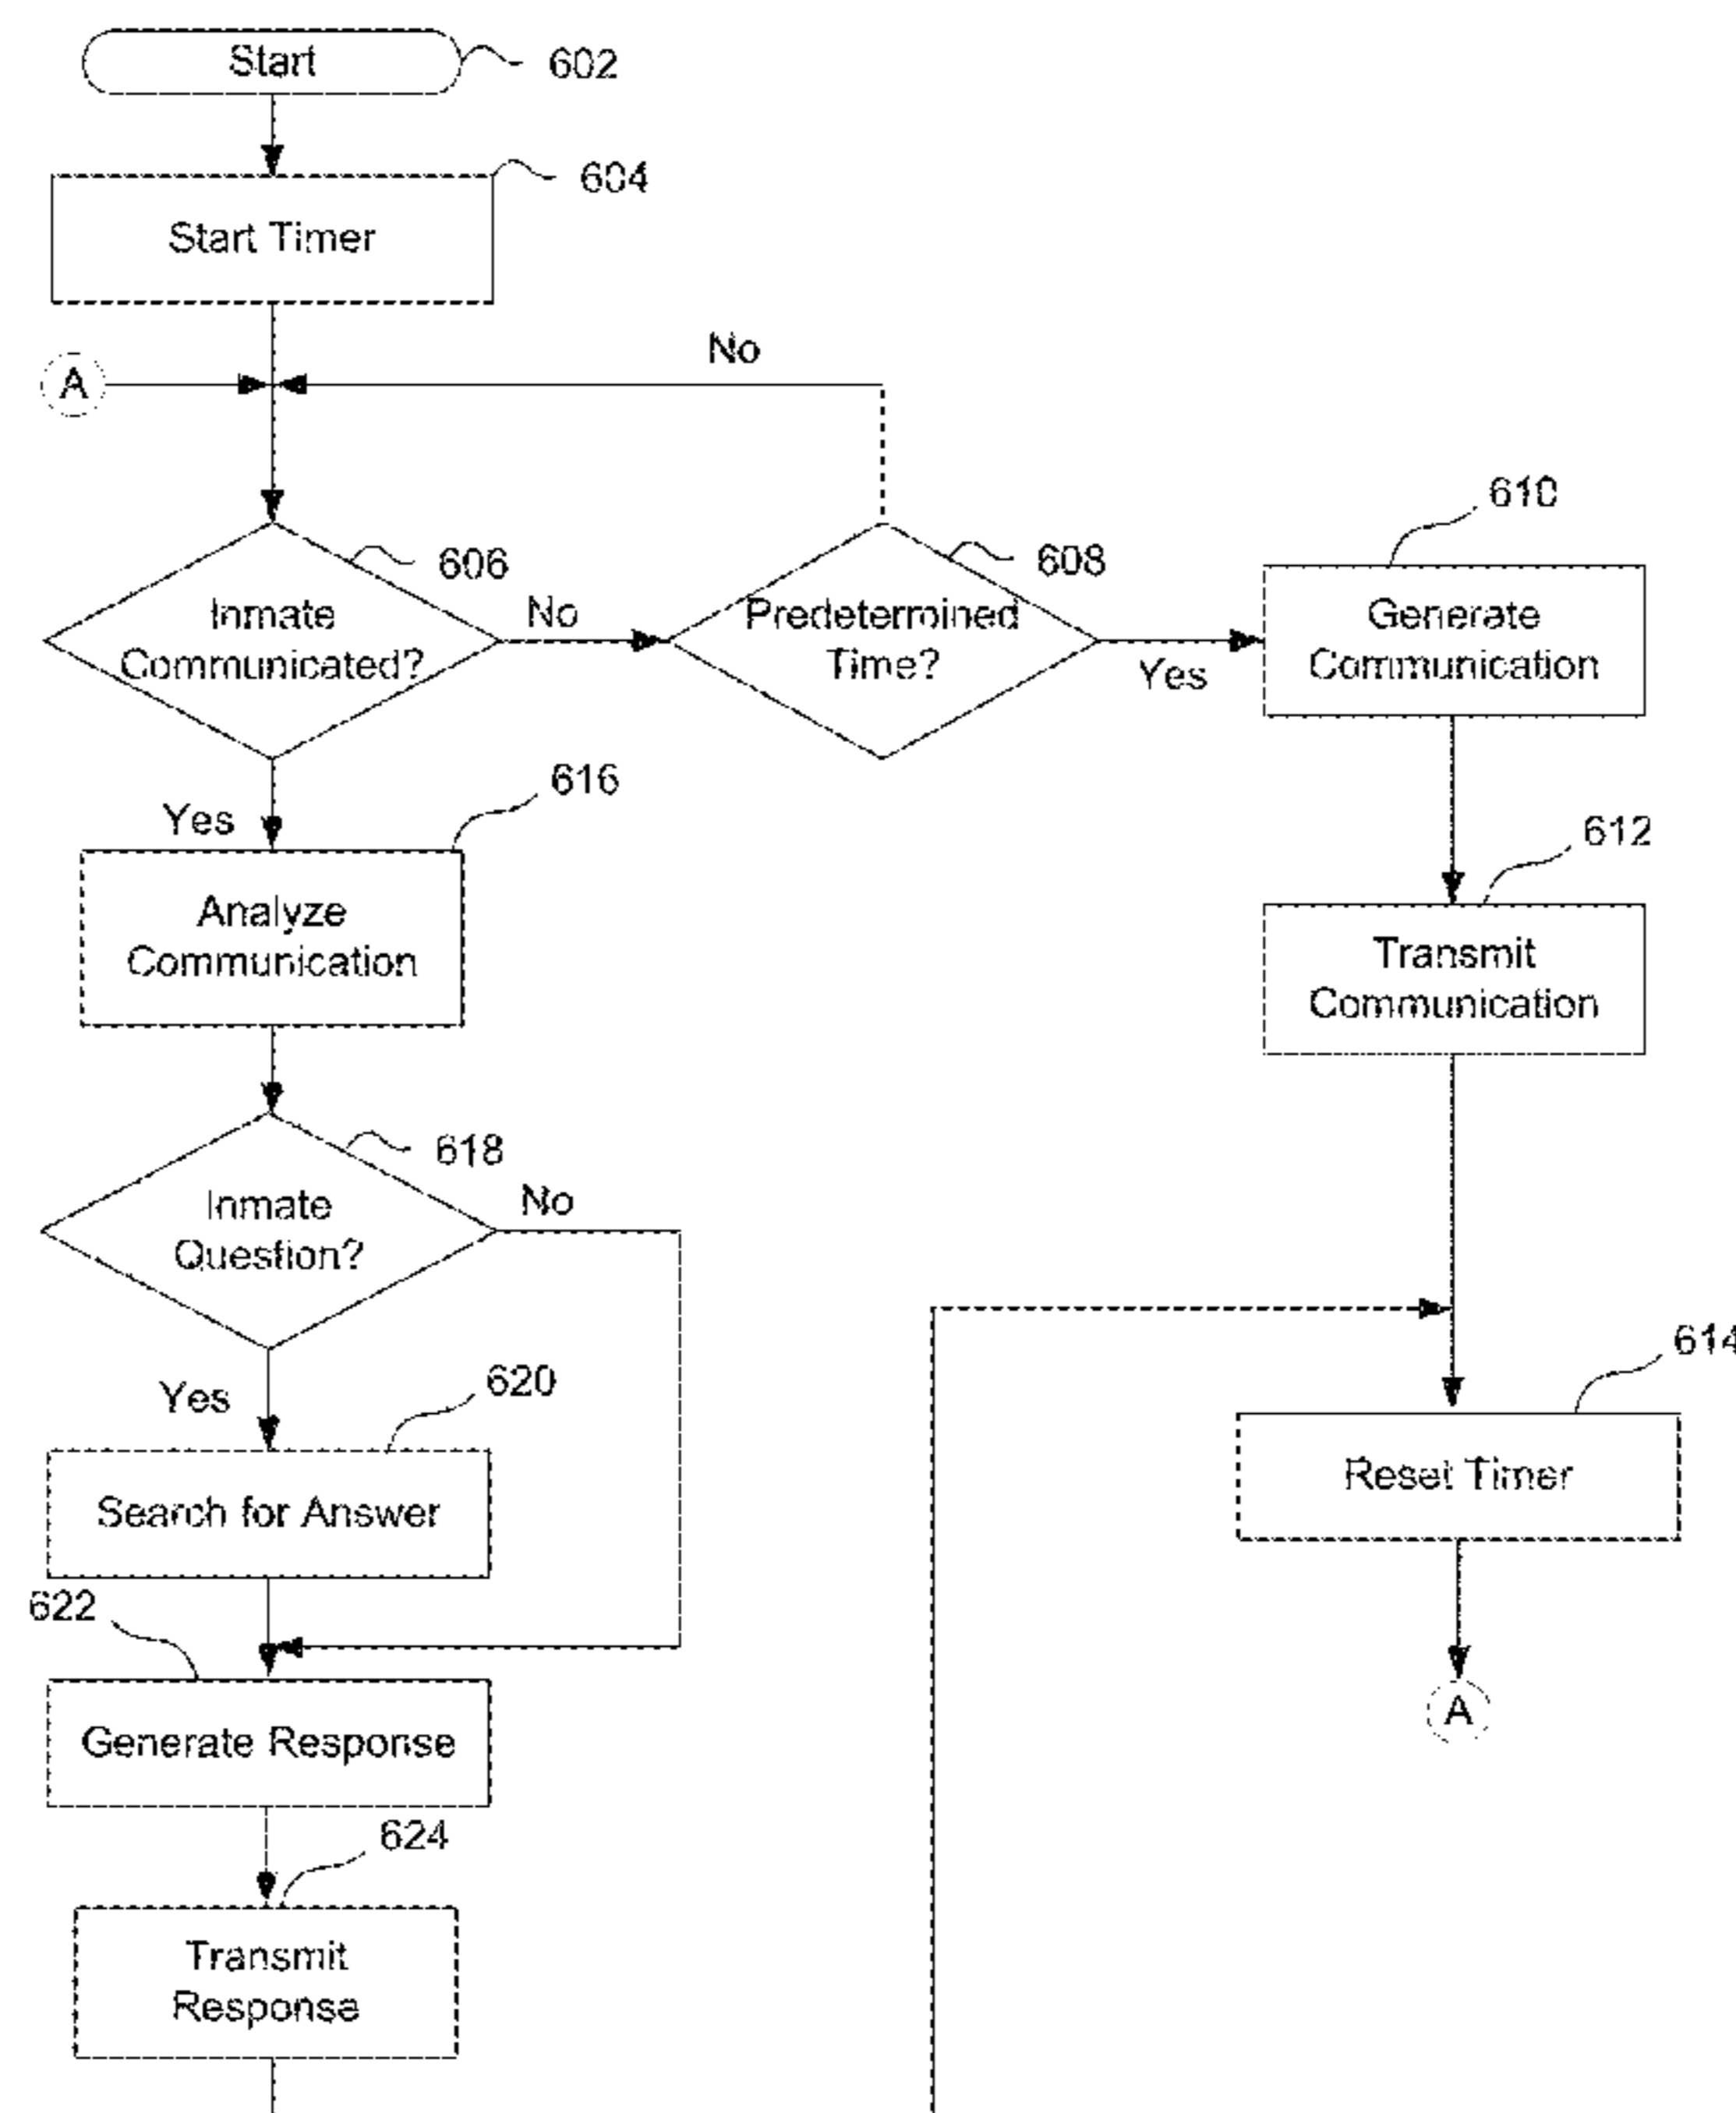 Start
602
604
Start Timer
No
A
610
606
608
Inmate
Communicated?
No
Predetermined
Time?
Yes
Generate
Communication
616
Yes
612
Analyze
Communication
Transmit
Communication
618
Inmate
Question?
No
614
620
Yes
Reset Timer
Search for Answer
622
A
Generate Response
624
Transmit
Response